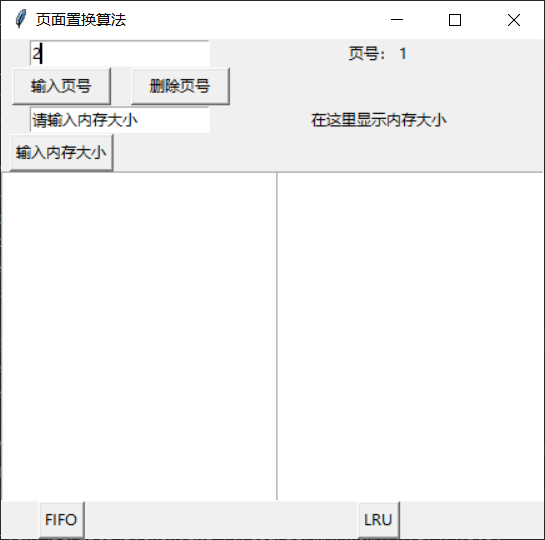 页面置换算法
2
页号： 1
输入页号
删除页号
请输入内存大小
在这里显示内存大小
输入内存大小
FIFO
LRU